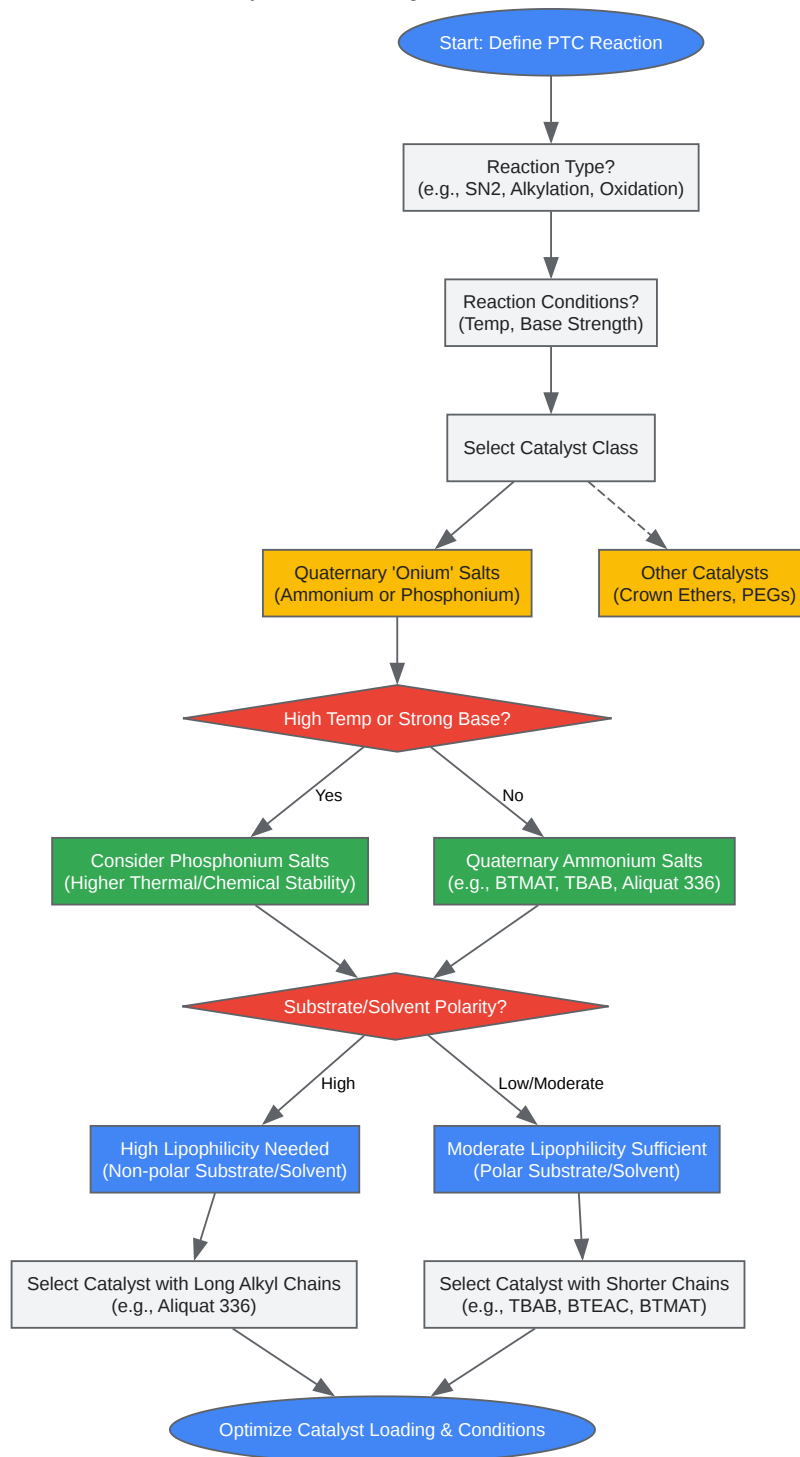 Start: Define PTC Reaction
Reaction Type?
(e.g., SN2, Alkylation, Oxidation)
Reaction Conditions?
(Temp, Base Strength)
Select Catalyst Class
Quaternary 'Onium' Salts
(Ammonium or Phosphonium)
Other Catalysts
(Crown Ethers, PEGs)
High Temp or Strong Base?
Yes
No
Consider Phosphonium Salts
(Higher Thermal/Chemical Stability)
Quaternary Ammonium Salts
(e.g., BTMAT, TBAB, Aliquat 336)
Substrate/Solvent Polarity?
High
Low/Moderate
High Lipophilicity Needed
(Non-polar Substrate/Solvent)
Moderate Lipophilicity Sufficient
(Polar Substrate/Solvent)
Select Catalyst with Long Alkyl Chains
(e.g., Aliquat 336)
Select Catalyst with Shorter Chains
(e.g., TBAB, BTEAC, BTMAT)
Optimize Catalyst Loading & Conditions